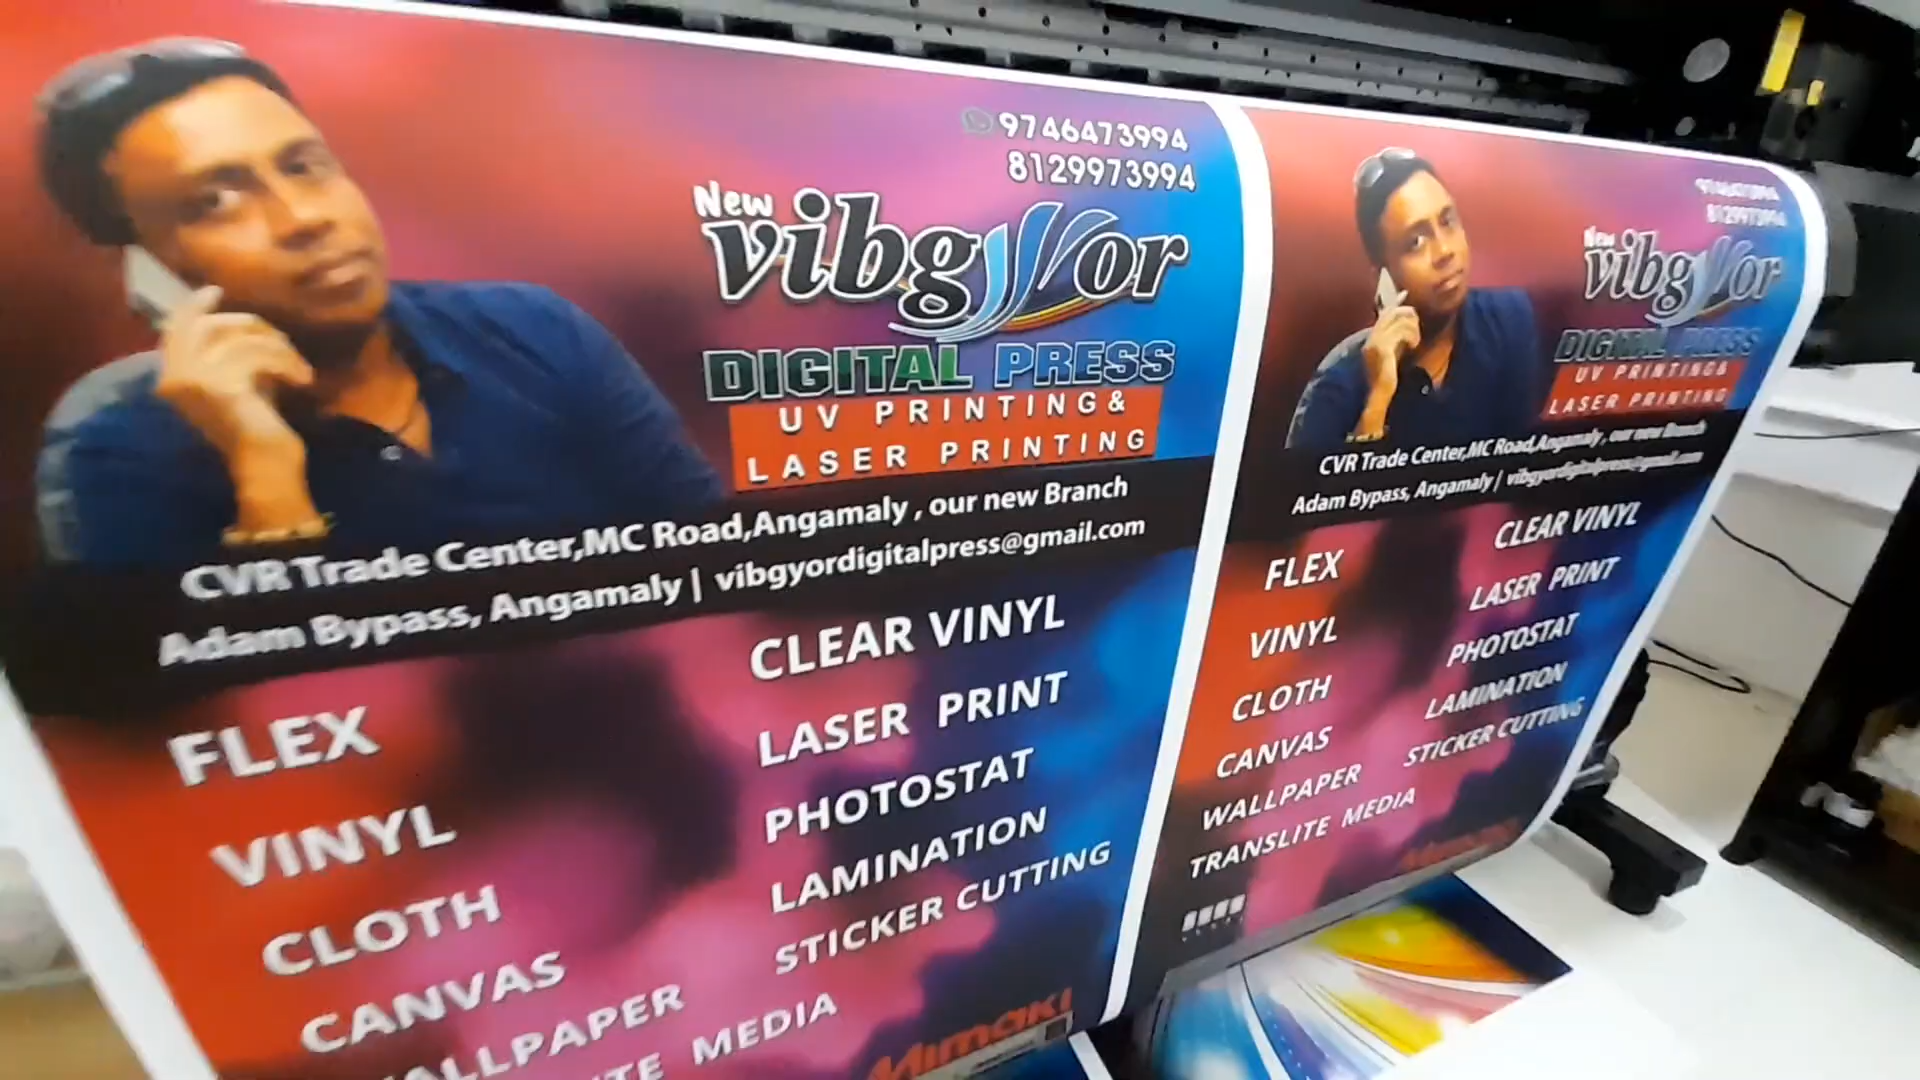 9746473994
8129973994
New
vibgyor
DIGITAL PRESS
UV PRINTING&
LASER PRINTING
CVR Trade Center,MC Road,Angamaly , our new Branch
Adam Bypass, Angamaly | vibgyordigitalpress@gmail.com
FLEX
VINYL
CLOTH
CANVAS
WALLPAPER
MEDIA
CLEAR VINYL
LASER PRINT
PHOTOSTAT
LAMINATION
STICKER CUTTING
Mimaki
9746473994
8129973994
New
vibgyor
DIGITAL PRESS
UV PRINTING&
LASER PRINTING
CVR Trade Center,MC Road,Angamaly , our new Branch
Adam Bypass, Angamaly | vibgyordigitalpress@gmail.com
FLEX
VINYL
CLOTH
CANVAS
WALLPAPER
TRANSLITE MEDIA
CLEAR VINYL
LASER PRINT
PHOTOSTAT
LAMINATION
STICKER CUTTING
Mimaki